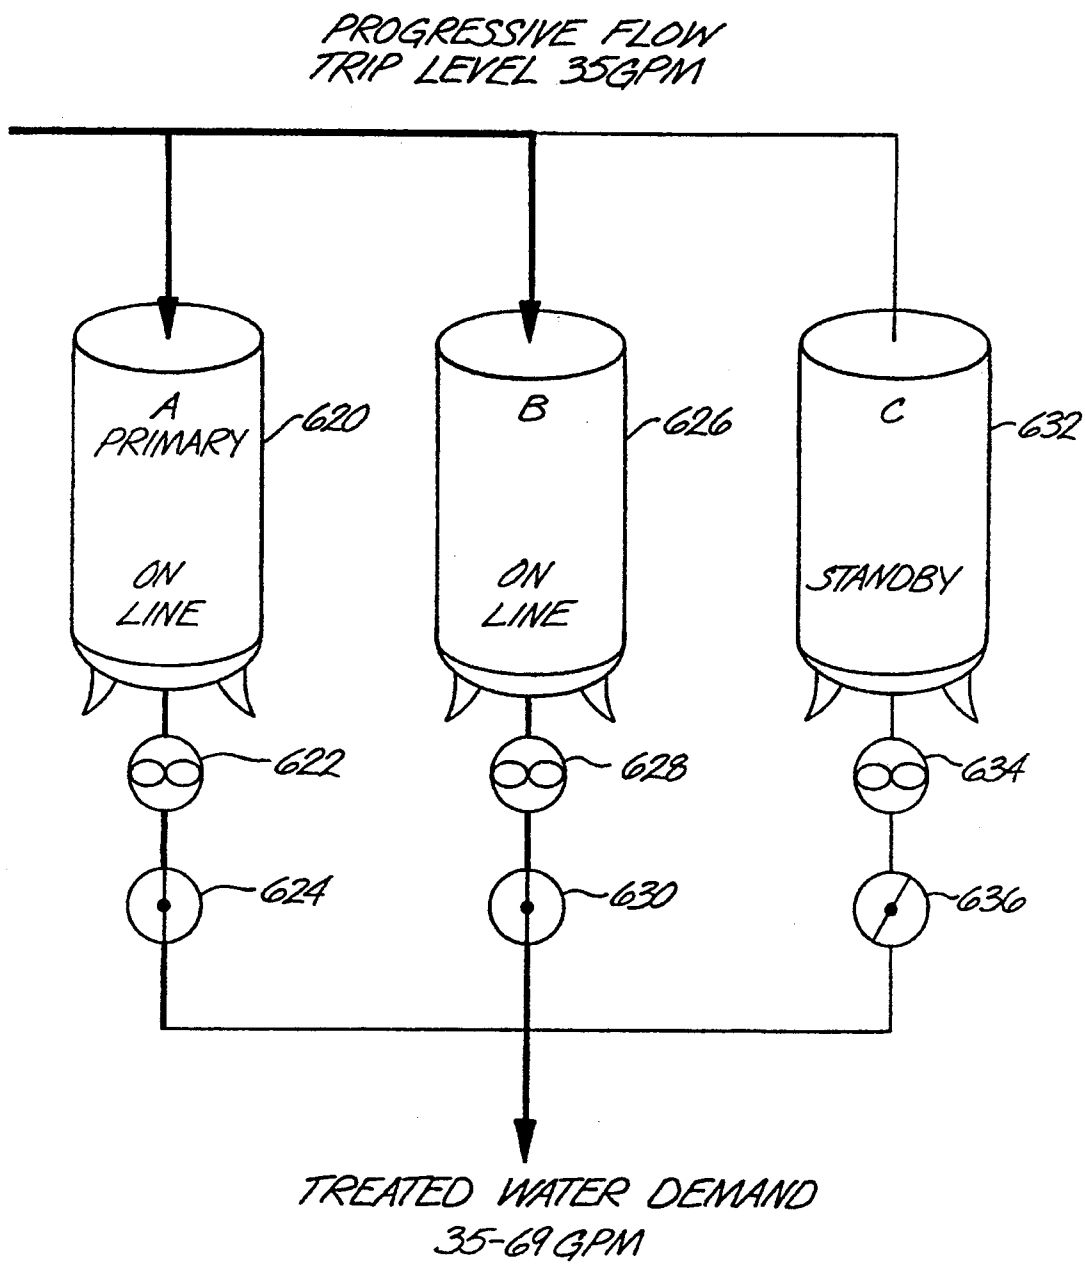 PROGRESSIVE FLOW
TRIP LEVEL 35GPM
A
PRIMARY
620
B
626
C
632
ON
LINE
ON
LINE
STANDBY
622
628
634
624
630
636
TREATED WATER DEMAND
35-69 GPM